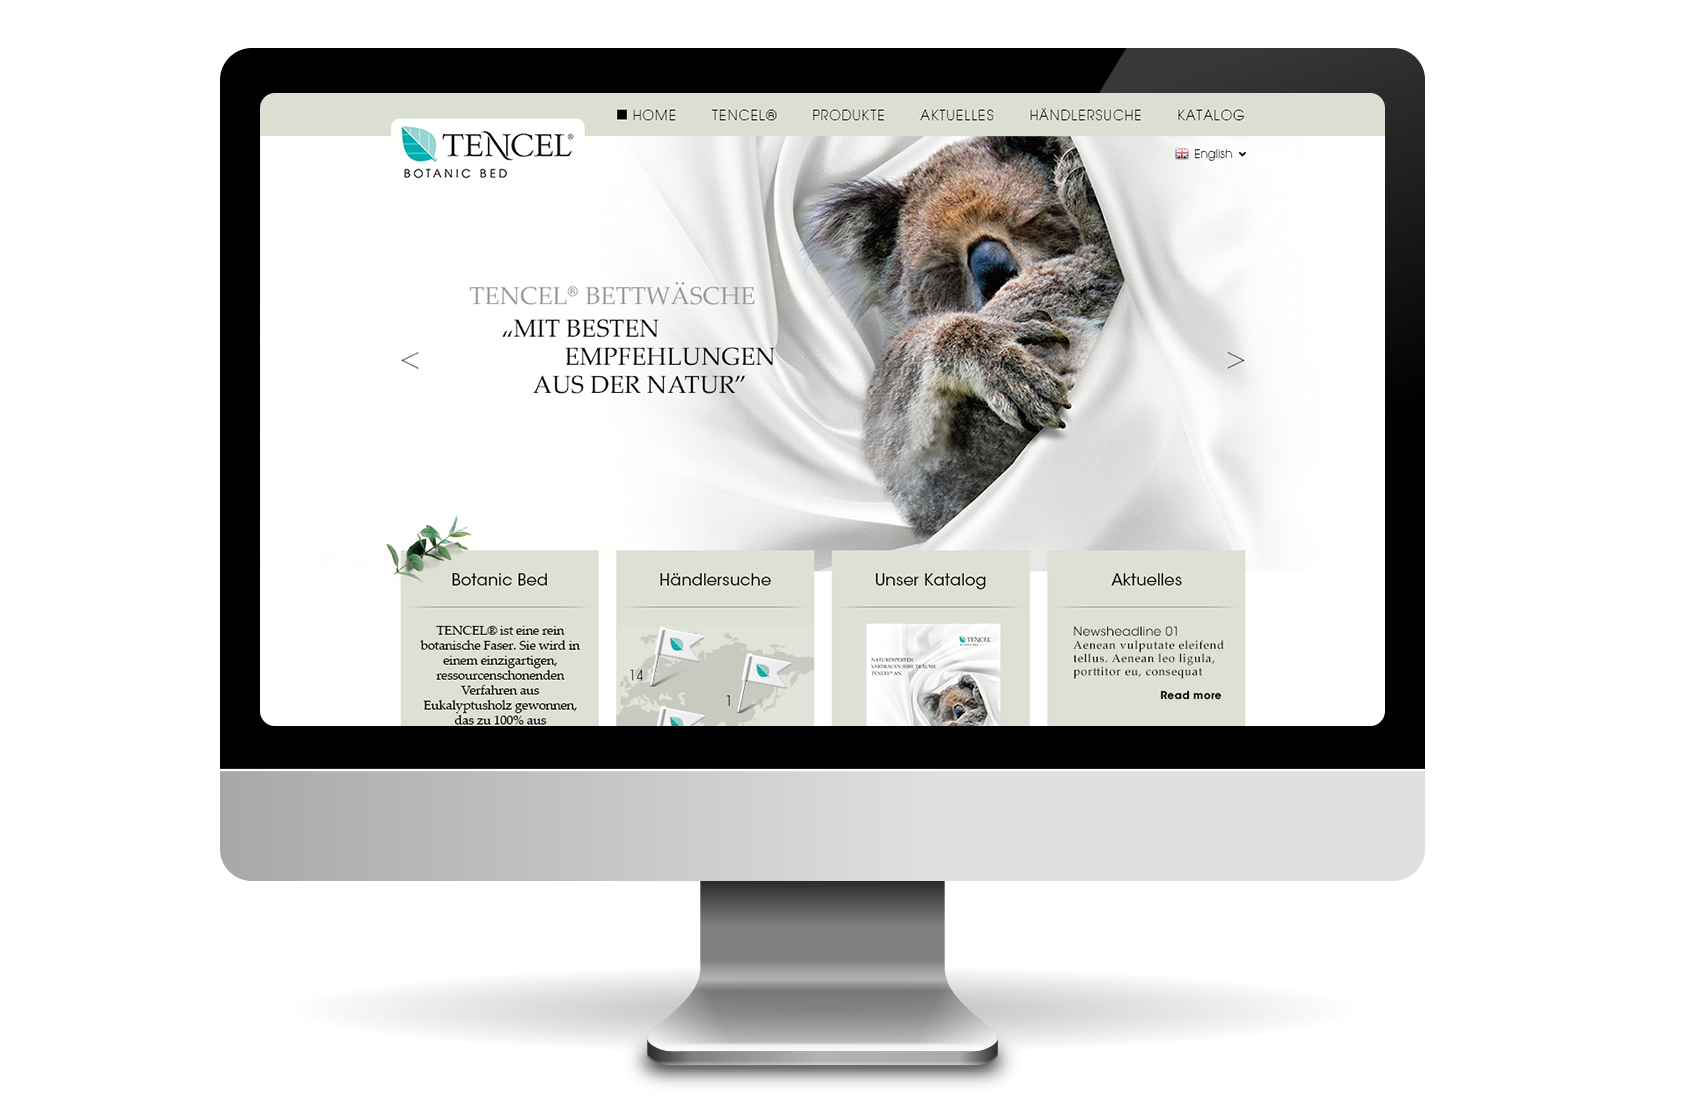 HOME TENCEL® PRODUKTE AKTUELLES HÄNDLERSUCHE KATALOG
TENCEL®
BOTANIC BED
English
TENCEL® BETTWÄSCHE
„MIT BESTEN
EMPFEHLUNGEN
AUS DER NATUR”
<
>
Botanic Bed
TENCEL® ist eine rein
botanische Faser. Sie wird in
einem einzigartigen,
ressourcenschonenden
Verfahren aus
Eukalyptusholz gewonnen,
das zu 100% aus
Händlersuche
14
1
Unser Katalog
TENCEL
BOTANIC BED
NATUREXPERTEN
VERTRAUEN IHRE TRÄUME
TENCEL® AN.
Aktuelles
Newsheadline 01
Aenean vulputate eleifend
tellus. Aenean leo ligula,
porttitor eu, consequat
Read more